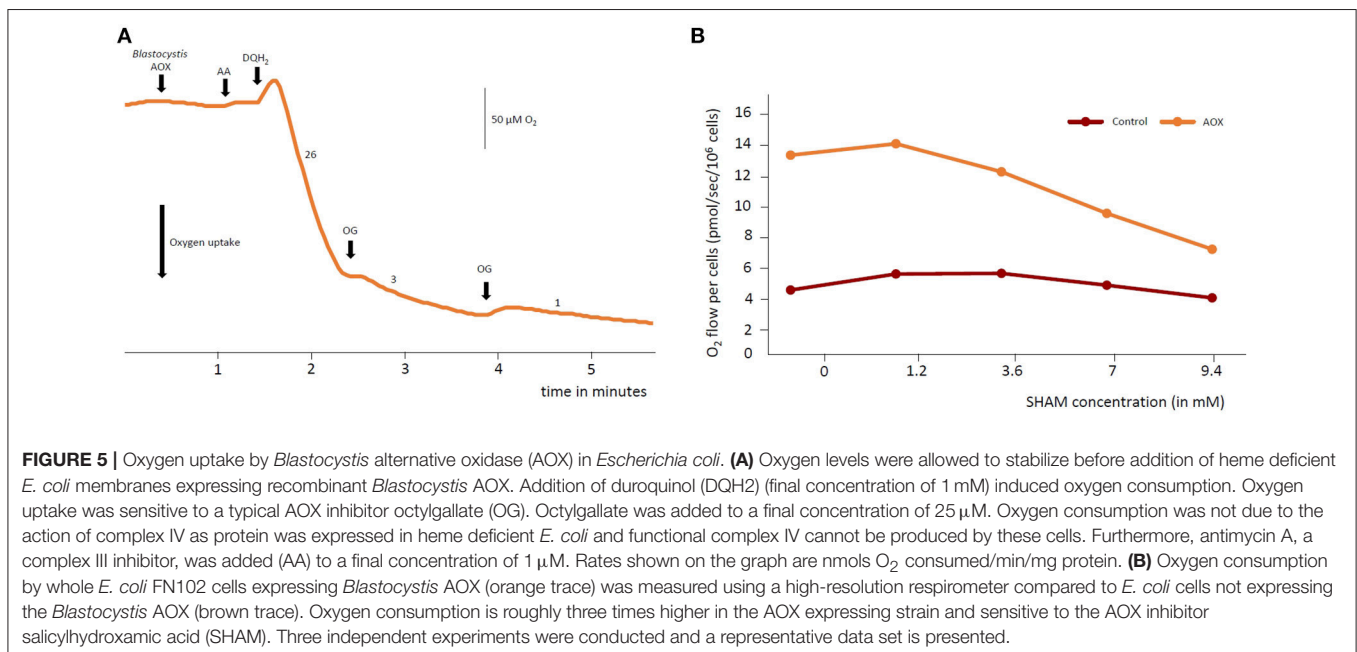 A
Blastocystis
AOX
AA
DQH₂
50 µM O₂
26
Oxygen uptake
OG
3
OG
1
1 2 3 4 5
time in minutes
B
Control AOX
O₂ flow per cells (pmol/sec/10⁶ cells)
16
14
12
10
8
6
4
2
0
0 1.2 3.6 7 9.4
SHAM concentration (in mM)
FIGURE 5 | Oxygen uptake by Blastocystis alternative oxidase (AOX) in Escherichia coli. (A) Oxygen levels were allowed to stabilize before addition of heme deficient
E. coli membranes expressing recombinant Blastocystis AOX. Addition of duroquinol (DQH2) (final concentration of 1 mM) induced oxygen consumption. Oxygen
uptake was sensitive to a typical AOX inhibitor octylgallate (OG). Octylgallate was added to a final concentration of 25 µM. Oxygen consumption was not due to the
action of complex IV as protein was expressed in heme deficient E. coli and functional complex IV cannot be produced by these cells. Furthermore, antimycin A, a
complex III inhibitor, was added (AA) to a final concentration of 1 µM. Rates shown on the graph are nmols O₂ consumed/min/mg protein. (B) Oxygen consumption
by whole E. coli FN102 cells expressing Blastocystis AOX (orange trace) was measured using a high-resolution respirometer compared to E. coli cells not expressing
the Blastocystis AOX (brown trace). Oxygen consumption is roughly three times higher in the AOX expressing strain and sensitive to the AOX inhibitor
salicylhydroxamic acid (SHAM). Three independent experiments were conducted and a representative data set is presented.